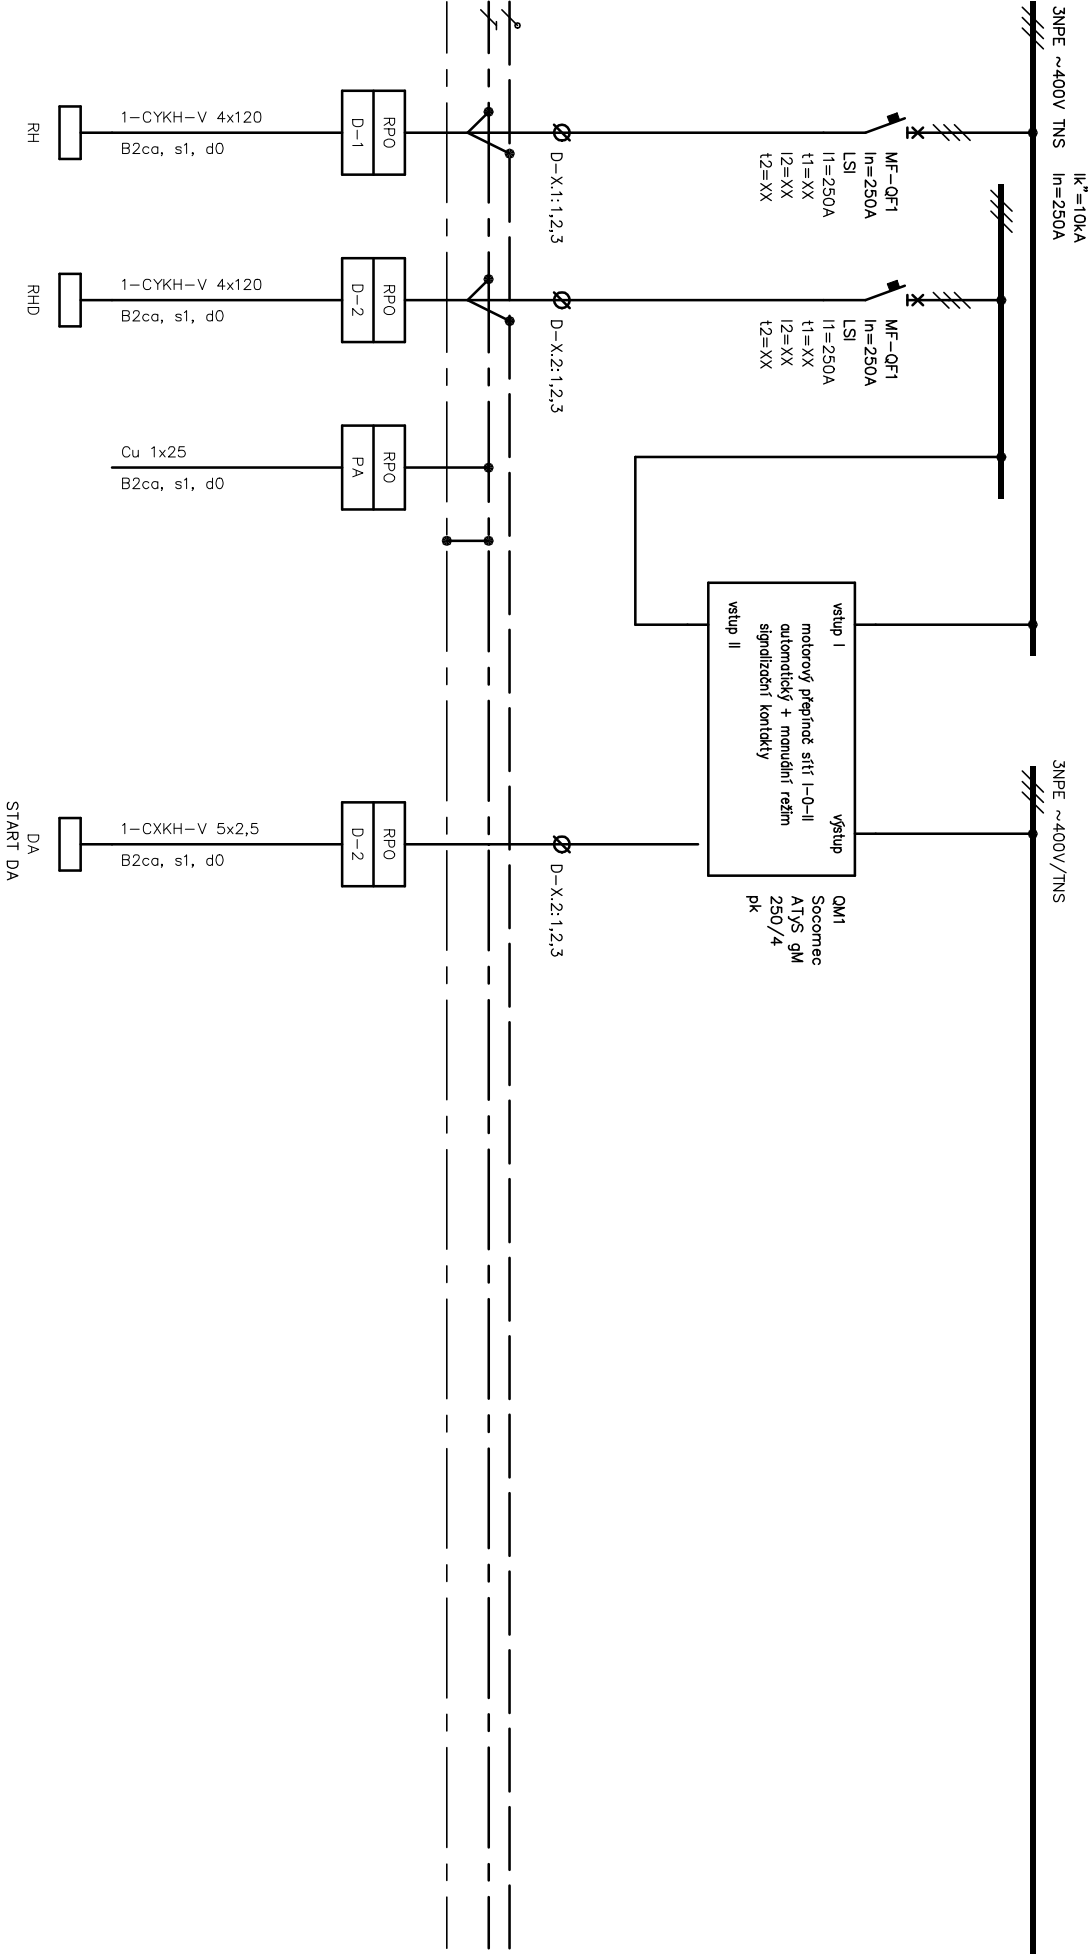 3NPE ~400V TNS
Ik"=10kA
In=250A
MF-QF1
In=250A
LSI
I1=250A
t1=XX
I2=XX
t2=XX
D-X.1:1,2,3
RPO
D-1
1-CYKH-V 4x120
B2ca, s1, d0
RH
MF-QF1
In=250A
LSI
I1=250A
t1=XX
I2=XX
t2=XX
D-X.2:1,2,3
RPO
D-2
1-CYKH-V 4x120
B2ca, s1, d0
RHD
RPO
PA
Cu 1x25
B2ca, s1, d0
vstup I
výstup
motorový přepínač sítí I-0-II
automatický + manuální režim
signalizační kontakty
vstup II
QM1
Socomec
ATyS gM
250/4
pk
3NPE ~400V/TNS
D-X.2:1,2,3
RPO
D-2
1-CXKH-V 5x2,5
B2ca, s1, d0
DA
START DA